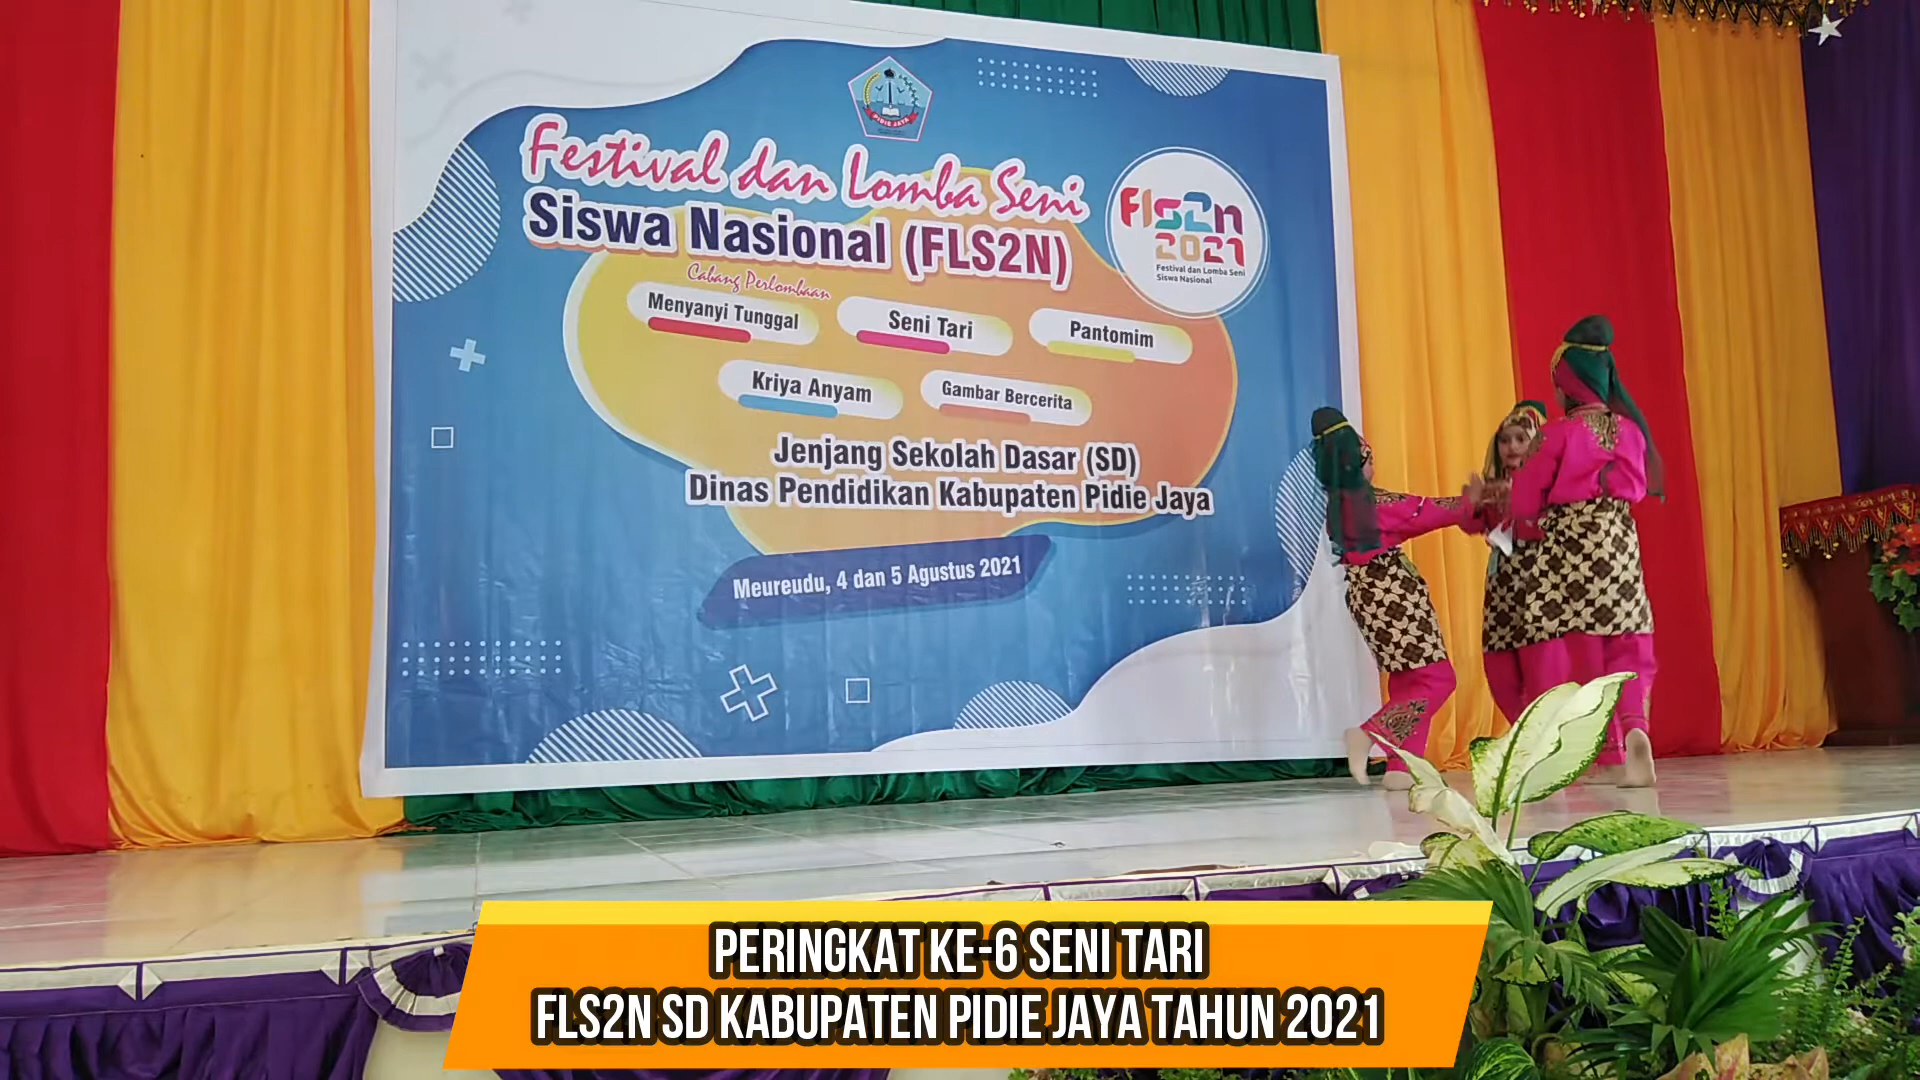 PIDIE JAYA
Festival dan Lomba Seni
Siswa Nasional (FLS2N)
Cabang Perlombaan
Menyanyi Tunggal
Seni Tari
Pantomim
Kriya Anyam
Gambar Bercerita
Jenjang Sekolah Dasar (SD)
Dinas Pendidikan Kabupaten Pidie Jaya
Meureudu, 4 dan 5 Agustus 2021
fls2n
2021
Festival dan Lomba Seni
Siswa Nasional
PERINGKAT KE-6 SENI TARI
FLS2N SD KABUPATEN PIDIE JAYA TAHUN 2021